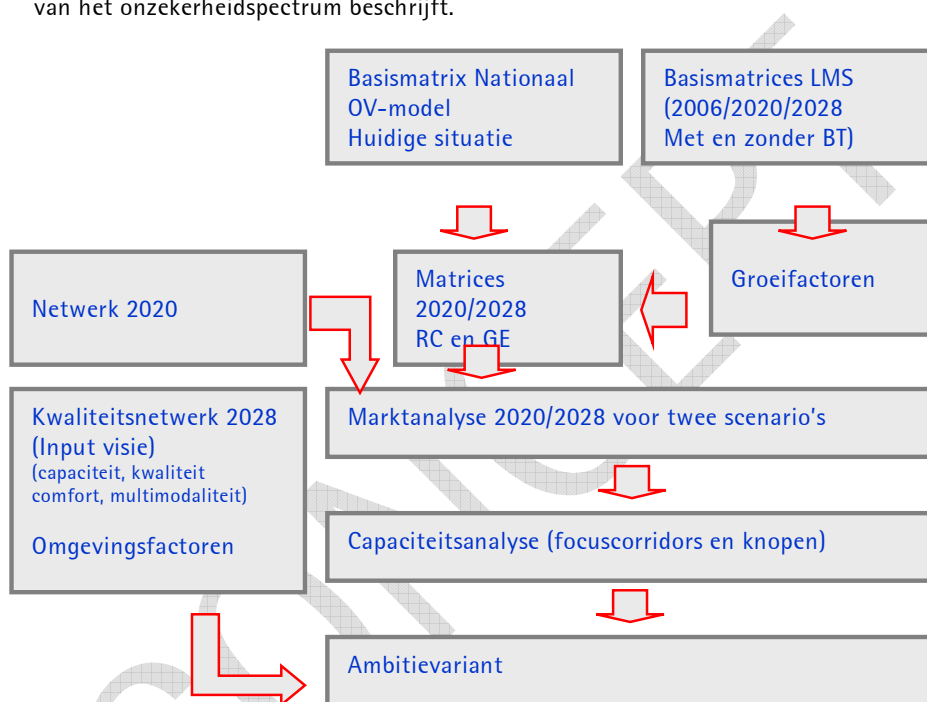 van het onzekerheidspectrum beschrijft.
Basismatrix Nationaal
OV-model
Huidige situatie
Basismatrices LMS
(2006/2020/2028
Met en zonder BT)
Netwerk 2020
Matrices
2020/2028
RC en GE
Groeifactoren
Kwaliteitsnetwerk 2028
(Input visie)
(capaciteit, kwaliteit
comfort, multimodaliteit)
Omgevingsfactoren
Marktanalyse 2020/2028 voor twee scenario's
Capaciteitsanalyse (focuscorridors en knopen)
Ambitievariant